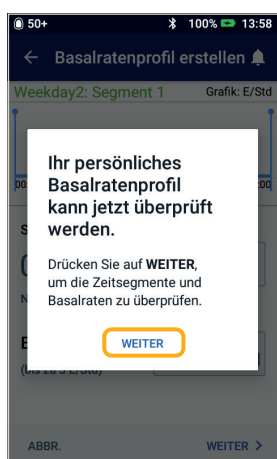 50+ 100% 13:58
Basalratenprofil erstellen
Weekday2: Segment 1 Grafik: E/Std
Ihr persönliches
Basalratenprofil
kann jetzt überprüft
werden.
Drücken Sie auf WEITER,
um die Zeitsegmente und
Basalraten zu überprüfen.
WEITER
ABBR. WEITER >